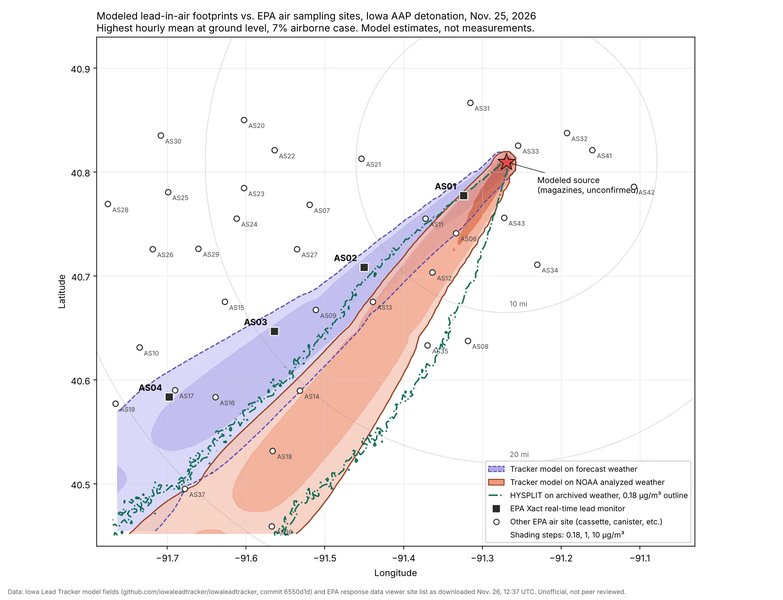 Modeled lead-in-air footprints vs. EPA air sampling sites, Iowa AAP detonation, Nov. 25, 2026
Highest hourly mean at ground level, 7% airborne case. Model estimates, not measurements.
40.9
AS31
AS20
AS32
AS30
AS33
AS22
AS41
AS21
40.8
Modeled source
(magazines, unconfirmed)
AS01
AS42
AS23
AS25
AS28
AS07
AS24
AS11
AS43
AS06
AS26
AS29
AS27
AS02
AS34
40.7
AS12
AS15
AS13
10 mi
AS09
AS03
AS10
AS35
AS08
40.6
AS04
AS17
AS14
AS16
AS19
AS18
20 mi
40.5
AS37
Latitude
Tracker model on forecast weather
Tracker model on NOAA analyzed weather
HYSPLIT on archived weather, 0.18 µg/m³ outline
EPA Xact real-time lead monitor
Other EPA air site (cassette, canister, etc.)
Shading steps: 0.18, 1, 10 µg/m³
−91.7
−91.6
−91.5
−91.4
−91.3
−91.2
−91.1
Longitude
Data: Iowa Lead Tracker model fields (github.com/iowaleadtracker/iowaleadtracker, commit 6550d1d) and EPA response data viewer site list as downloaded Nov. 26, 12:37 UTC. Unofficial, not peer reviewed.